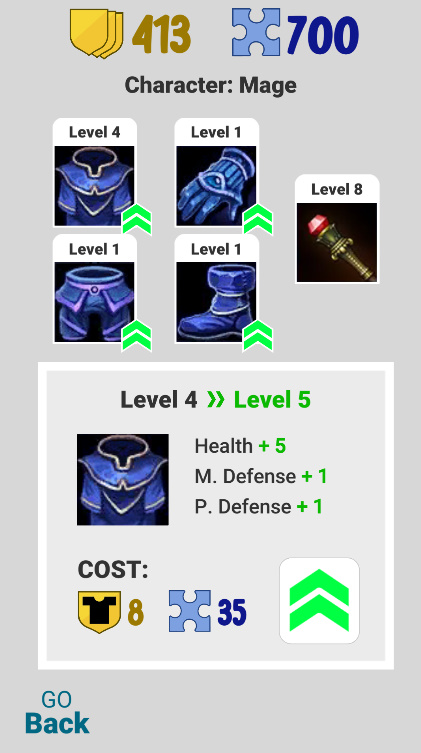 413 700
Character: Mage
Level 4 Level 1
Level 8
Level 1 Level 1
Level 4 » Level 5
Health + 5
M. Defense + 1
P. Defense + 1
COST:
8 35
GO
Back